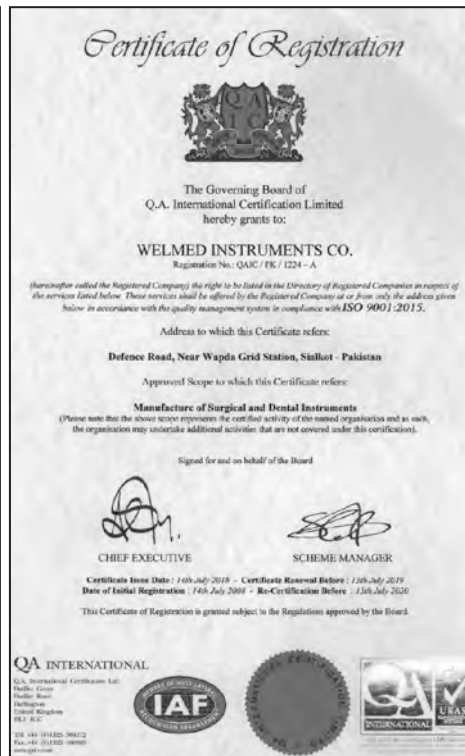 Certificate of Registration
Q A
I C
The Governing Board of
Q.A. International Certification Limited
hereby grants to:
WELMED INSTRUMENTS CO.
Registration No.: QAIC / PK / 1224 – A
(hereinafter called the Registered Company) the right to be listed in the Directory of Registered Companies in respect of
the services listed below. These services shall be offered by the Registered Company at or from only the address given
below in accordance with the quality management system in compliance with ISO 9001:2015.
Address to which this Certificate refers:
Defence Road, Near Wapda Grid Station, Sialkot - Pakistan
Approved Scope to which this Certificate refers:
Manufacture of Surgical and Dental Instruments
(Please note that the above scope represents the certified activity of the named organisation and as such,
the organisation may undertake additional activities that are not covered under this certification).
Signed for and on behalf of the Board
CHIEF EXECUTIVE
SCHEME MANAGER
Certificate Issue Date : 14th July 2018 - Certificate Renewal Before : 13th July 2019
Date of Initial Registration : 14th July 2008 - Re-Certification Before : 13th July 2020
This Certificate of Registration is granted subject to the Regulations approved by the Board.
QA INTERNATIONAL
Q.A. International Certification Ltd.
Darlington
United Kingdom
IAF
QA
INTERNATIONAL
UKAS